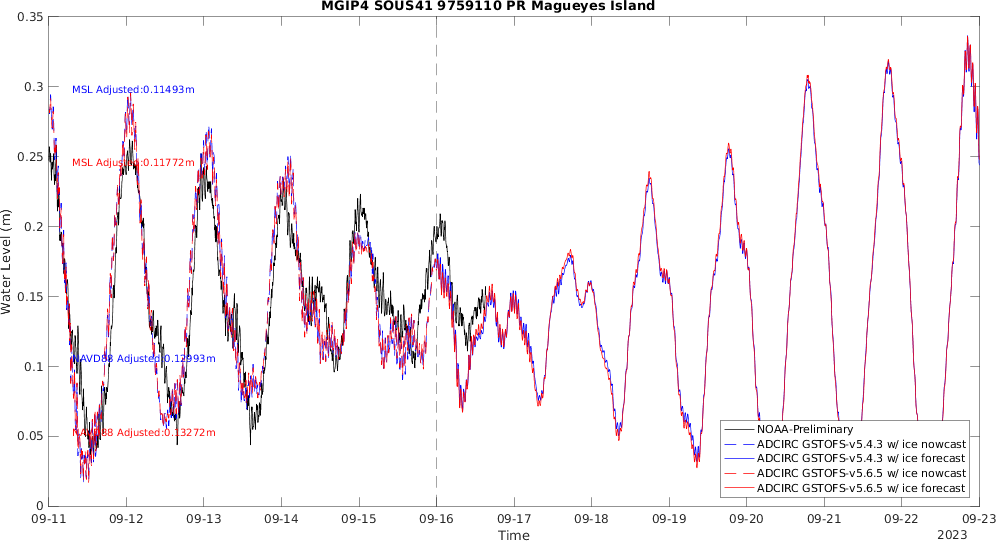 MGIP4 SOUS41 9759110 PR Magueyes Island
0.35
0.3
0.25
0.2
0.15
0.1
0.05
0
Water Level (m)
MSL Adjusted:0.11493m
MSL Adjusted:0.11772m
NAVD88 Adjusted:0.12993m
NAVD88 Adjusted:0.13272m
NOAA-Preliminary
ADCIRC GSTOFS-v5.4.3 w/ ice nowcast
ADCIRC GSTOFS-v5.4.3 w/ ice forecast
ADCIRC GSTOFS-v5.6.5 w/ ice nowcast
ADCIRC GSTOFS-v5.6.5 w/ ice forecast
09-11 09-12 09-13 09-14 09-15 09-16 09-17 09-18 09-19 09-20 09-21 09-22 09-23
Time
2023